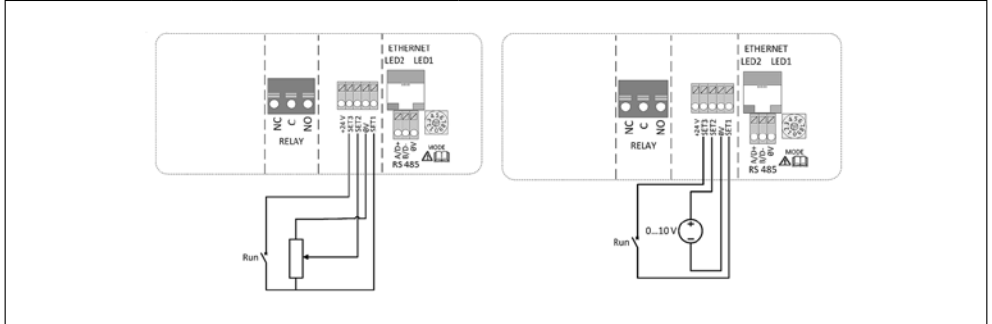 ETHERNET
LED2 LED1
NC
C
NO
RELAY
+24 V
SET3
SET2
0V
SET1
A/D+
B/D-
0V
RS 485
MODE
Run
ETHERNET
LED2 LED1
NC
C
NO
RELAY
+24 V
SET3
SET2
0V
SET1
A/D+
B/D-
0V
RS 485
MODE
0...10 V
Run